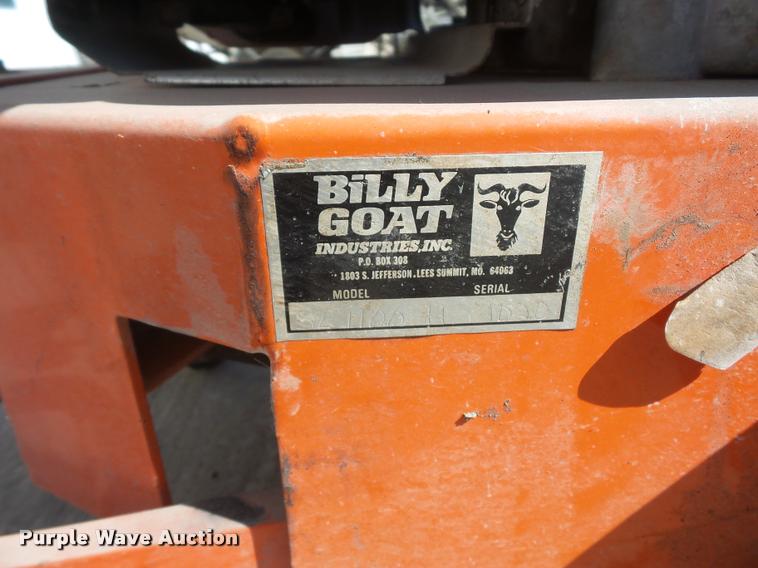 BiLLY
GOAT
INDUSTRIES, INC.
P.O. BOX 308
1803 S. JEFFERSON, LEES SUMMIT, MO. 64063
MODEL SERIAL
Purple Wave Auction